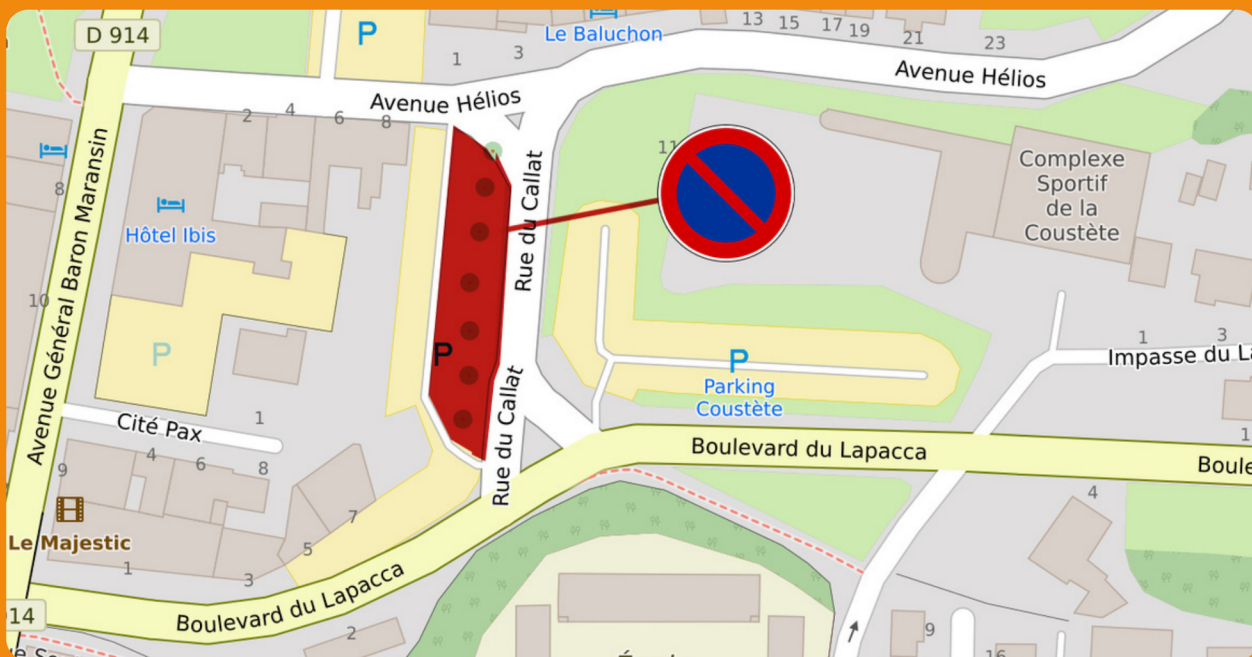 D 914
P
Le Baluchon
13
15
17
19
21
23
1
3
Avenue Hélios
Avenue Hélios
2
4
6
8
11
Complexe
Sportif
de la
Coustète
8
Hôtel Ibis
Avenue Général Baron Maransin
Rue du Callat
10
P
P
P
Parking
Coustète
1
3
Impasse du La
Rue du Callat
Cité Pax
1
9
4
6
8
Boulevard du Lapacca
Boule
1
7
4
Le Majestic
5
1
3
Boulevard du Lapacca
14
2
9
16